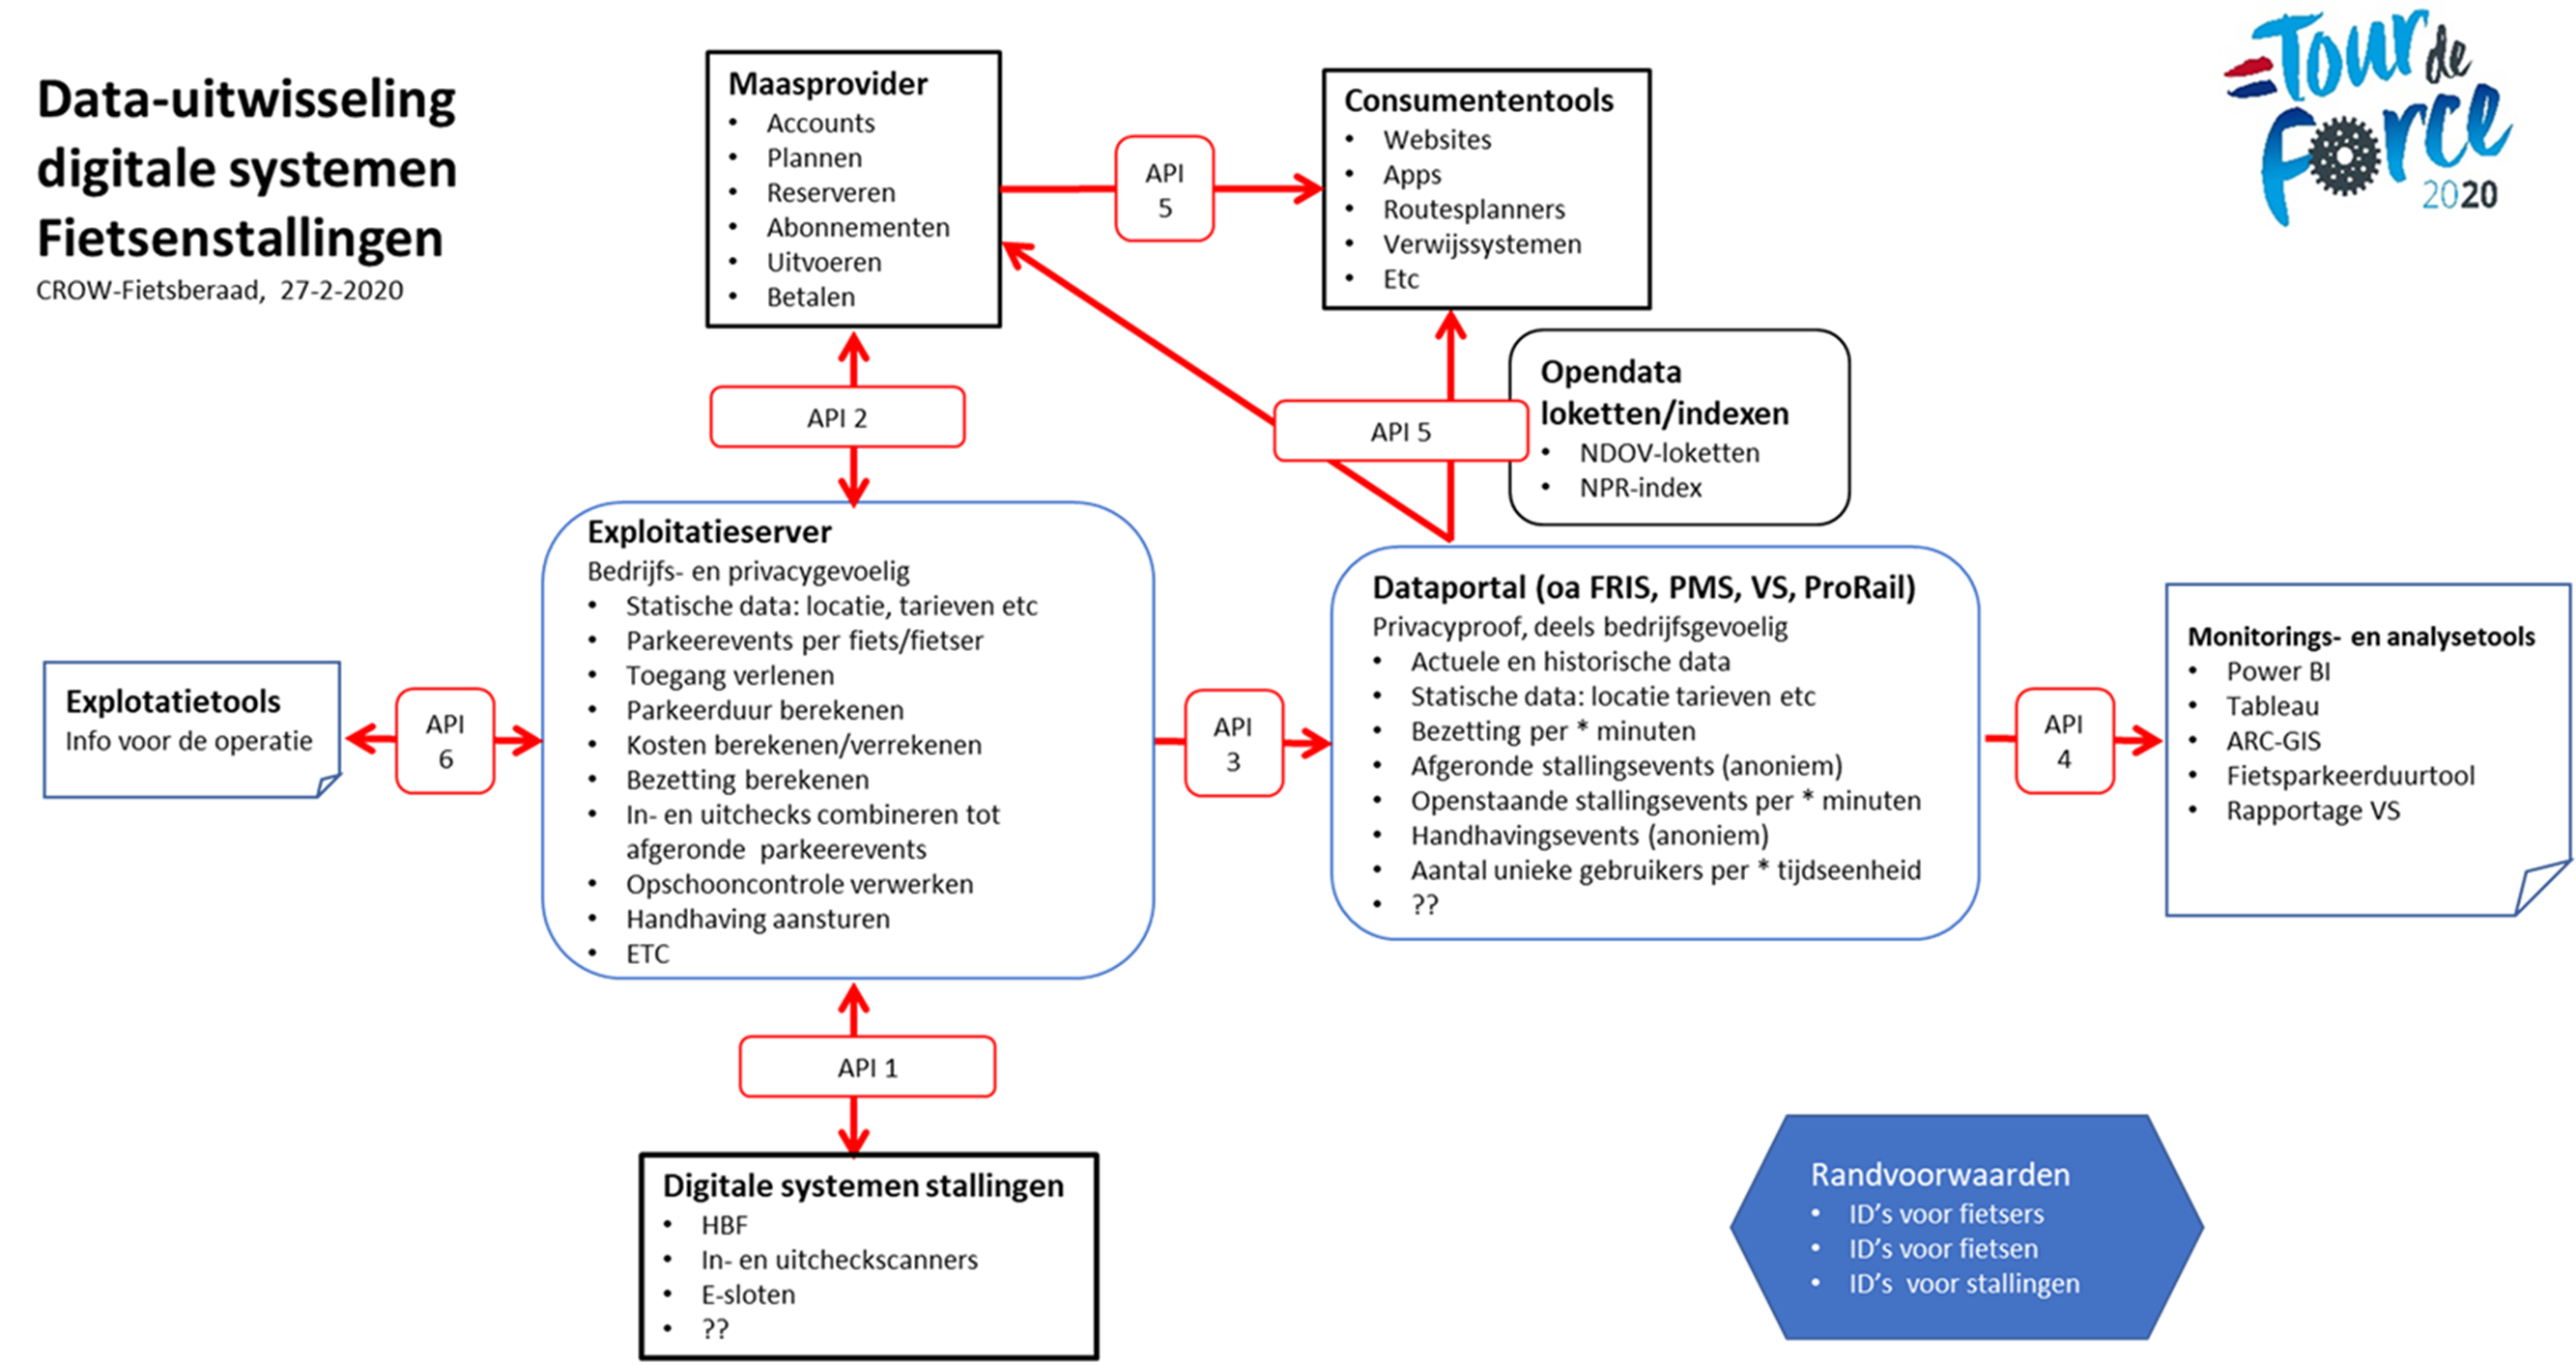 Data-uitwisseling
digitale systemen
Fietsenstallingen
CROW-Fietsberaad, 27-2-2020
Tour de
Force
2020
Maasprovider
• Accounts
• Plannen
• Reserveren
• Abonnementen
• Uitvoeren
• Betalen
API
5
Consumententools
• Websites
• Apps
• Routesplanners
• Verwijssystemen
• Etc
API 2
API 5
Opendata
loketten/indexen
• NDOV-loketten
• NPR-index
Explotatietools
Info voor de operatie
API
6
Exploitatieserver
Bedrijfs- en privacygevoelig
• Statische data: locatie, tarieven etc
• Parkeerevents per fiets/fietser
• Toegang verlenen
• Parkeerduur berekenen
• Kosten berekenen/verrekenen
• Bezetting berekenen
• In- en uitchecks combineren tot
afgeronde parkeerevents
• Opschooncontrole verwerken
• Handhaving aansturen
• ETC
API
3
Dataportal (oa FRIS, PMS, VS, ProRail)
Privacyproof, deels bedrijfsgevoelig
• Actuele en historische data
• Statische data: locatie tarieven etc
• Bezetting per * minuten
• Afgeronde stallingsevents (anoniem)
• Openstaande stallingsevents per * minuten
• Handhavingsevents (anoniem)
• Aantal unieke gebruikers per * tijdseenheid
• ??
API
4
Monitorings- en analysetools
• Power BI
• Tableau
• ARC-GIS
• Fietsparkeerduurtool
• Rapportage VS
API 1
Digitale systemen stallingen
• HBF
• In- en uitcheckscanners
• E-sloten
• ??
Randvoorwaarden
• ID's voor fietsers
• ID's voor fietsen
• ID's voor stallingen